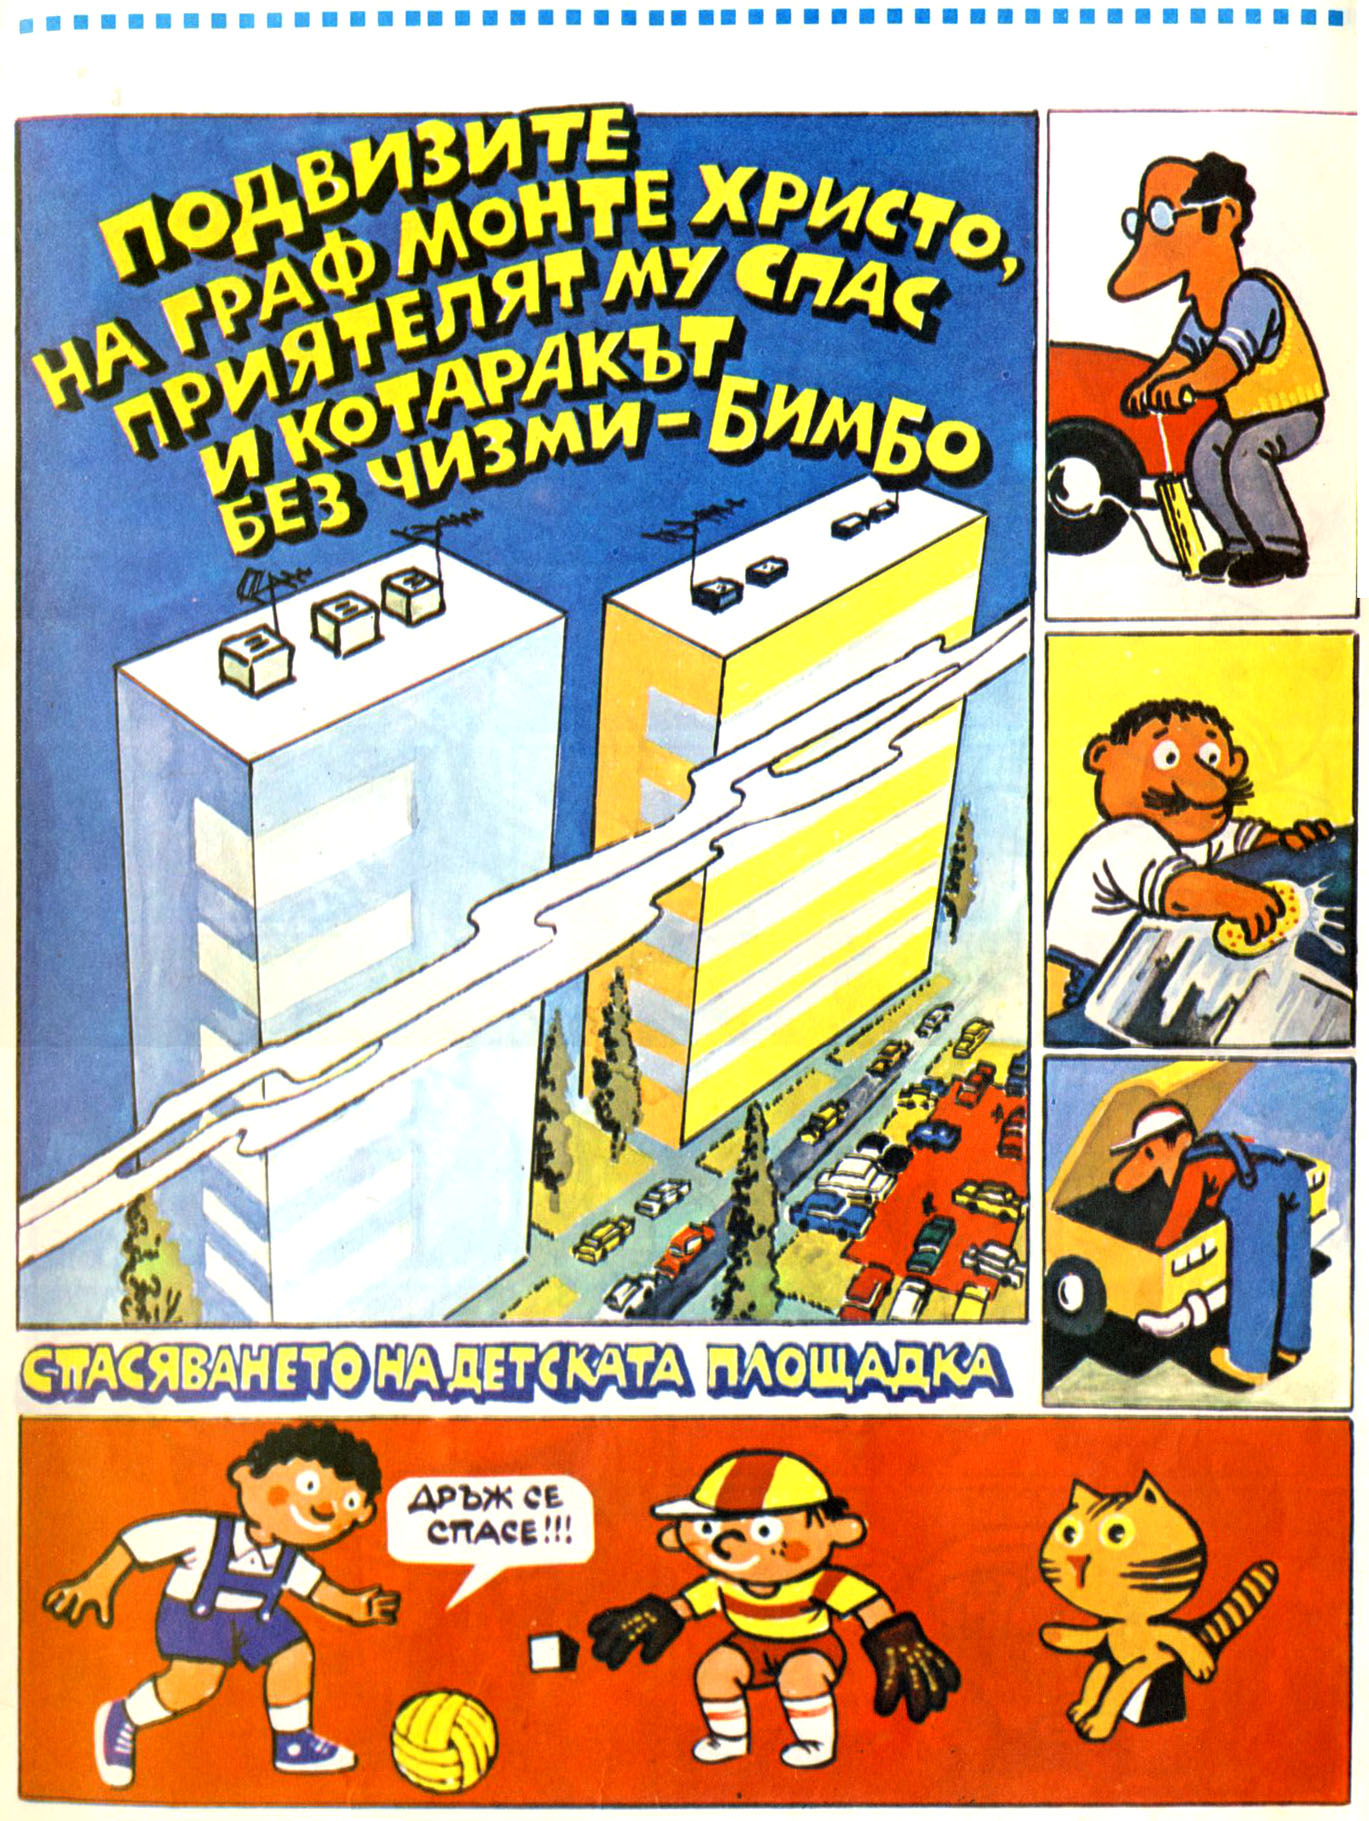 ПОДВИЗИТЕ
НА ГРАФ МОНТЕ ХРИСТО,
ПРИЯТЕЛЯТ МУ СПАС
И КОТАРАКЪТ
БЕЗ ЧИЗМИ - БИМБО
СПАСЯВАНЕТО НА ДЕТСКАТА ПЛОЩАДКА
ДРЪЖ СЕ
СПАСЕ!!!